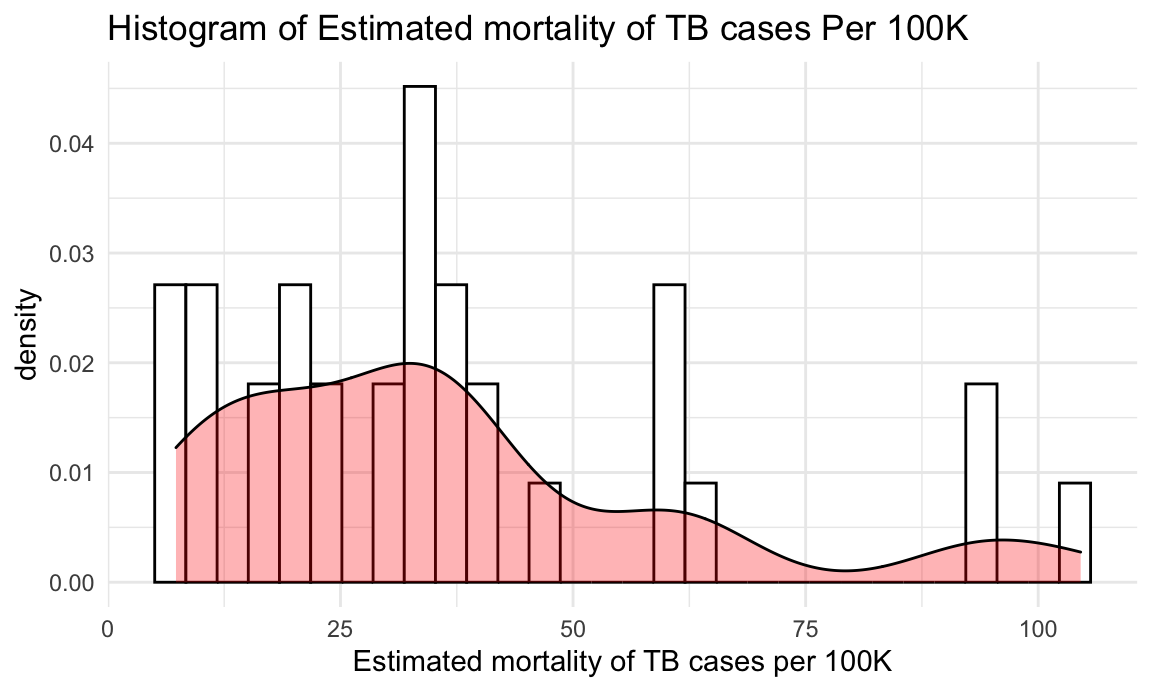 Histogram of Estimated mortality of TB cases Per 100K
density
0.04
0.03
0.02
0.01
0.00
0 25 50 75 100
Estimated mortality of TB cases per 100K